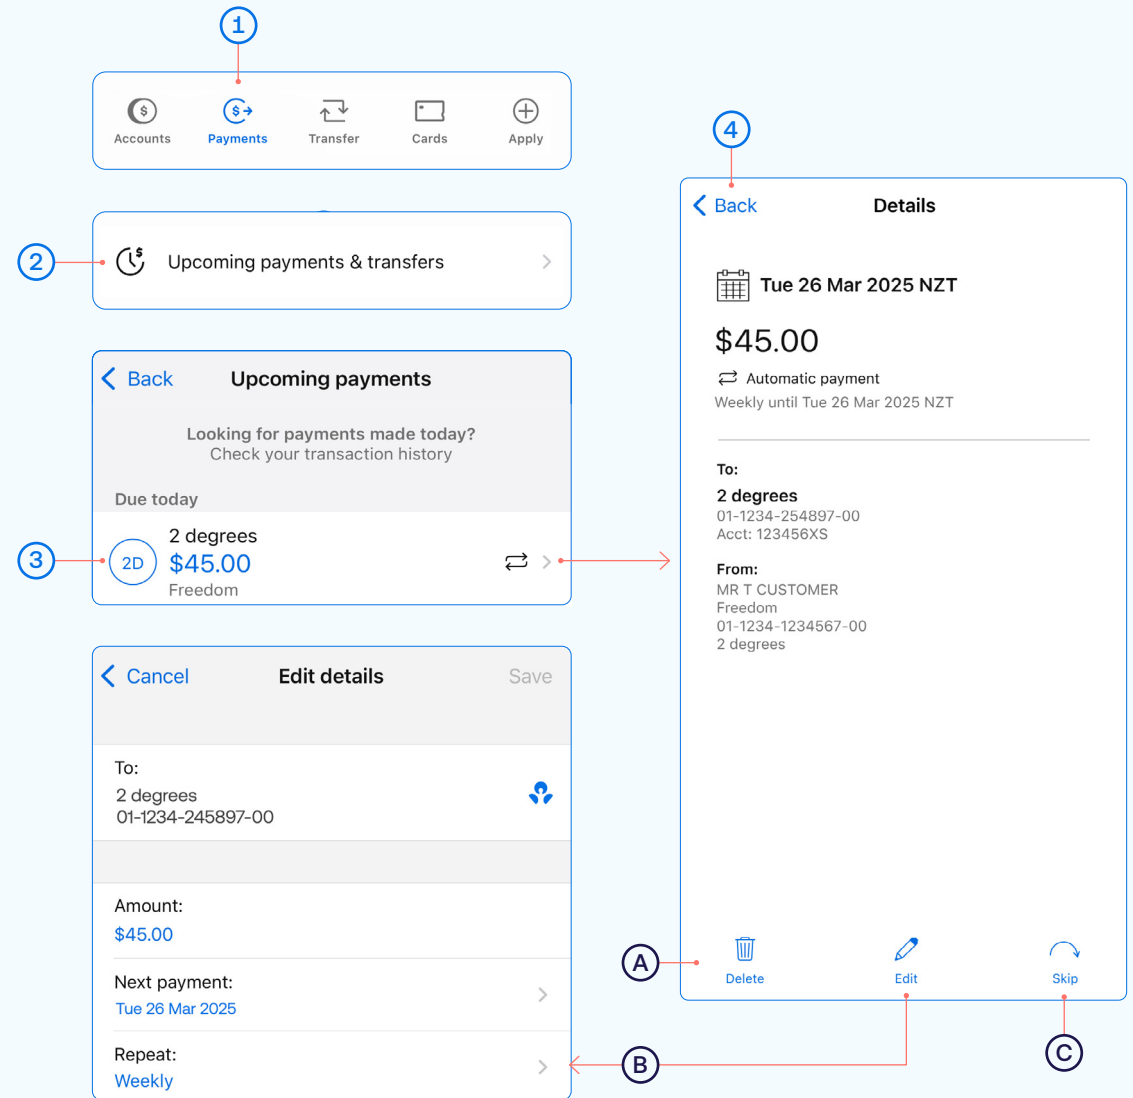 1
Accounts
Payments
Transfer
Cards
Apply
2
Upcoming payments & transfers
Back
Upcoming payments
Looking for payments made today?
Check your transaction history
Due today
3
2D
2 degrees
$45.00
Freedom
Cancel
Edit details
Save
To:
2 degrees
01-1234-245897-00
Amount:
$45.00
Next payment:
Tue 26 Mar 2025
Repeat:
Weekly
4
Back
Details
Tue 26 Mar 2025 NZT
$45.00
Automatic payment
Weekly until Tue 26 Mar 2025 NZT
To:
2 degrees
01-1234-254897-00
Acct: 123456XS
From:
MR T CUSTOMER
Freedom
01-1234-1234567-00
2 degrees
A
Delete
Edit
Skip
B
C